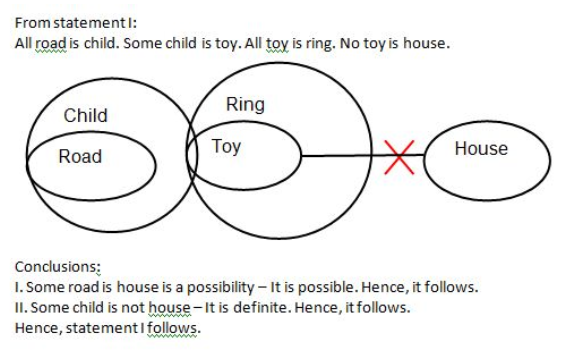 From statement I:
All road is child. Some child is toy. All toy is ring. No toy is house.
Child
Ring
Road
Toy
House
Conclusions;
I. Some road is house is a possibility – It is possible. Hence, it follows.
II. Some child is not house – It is definite. Hence, it follows.
Hence, statement I follows.